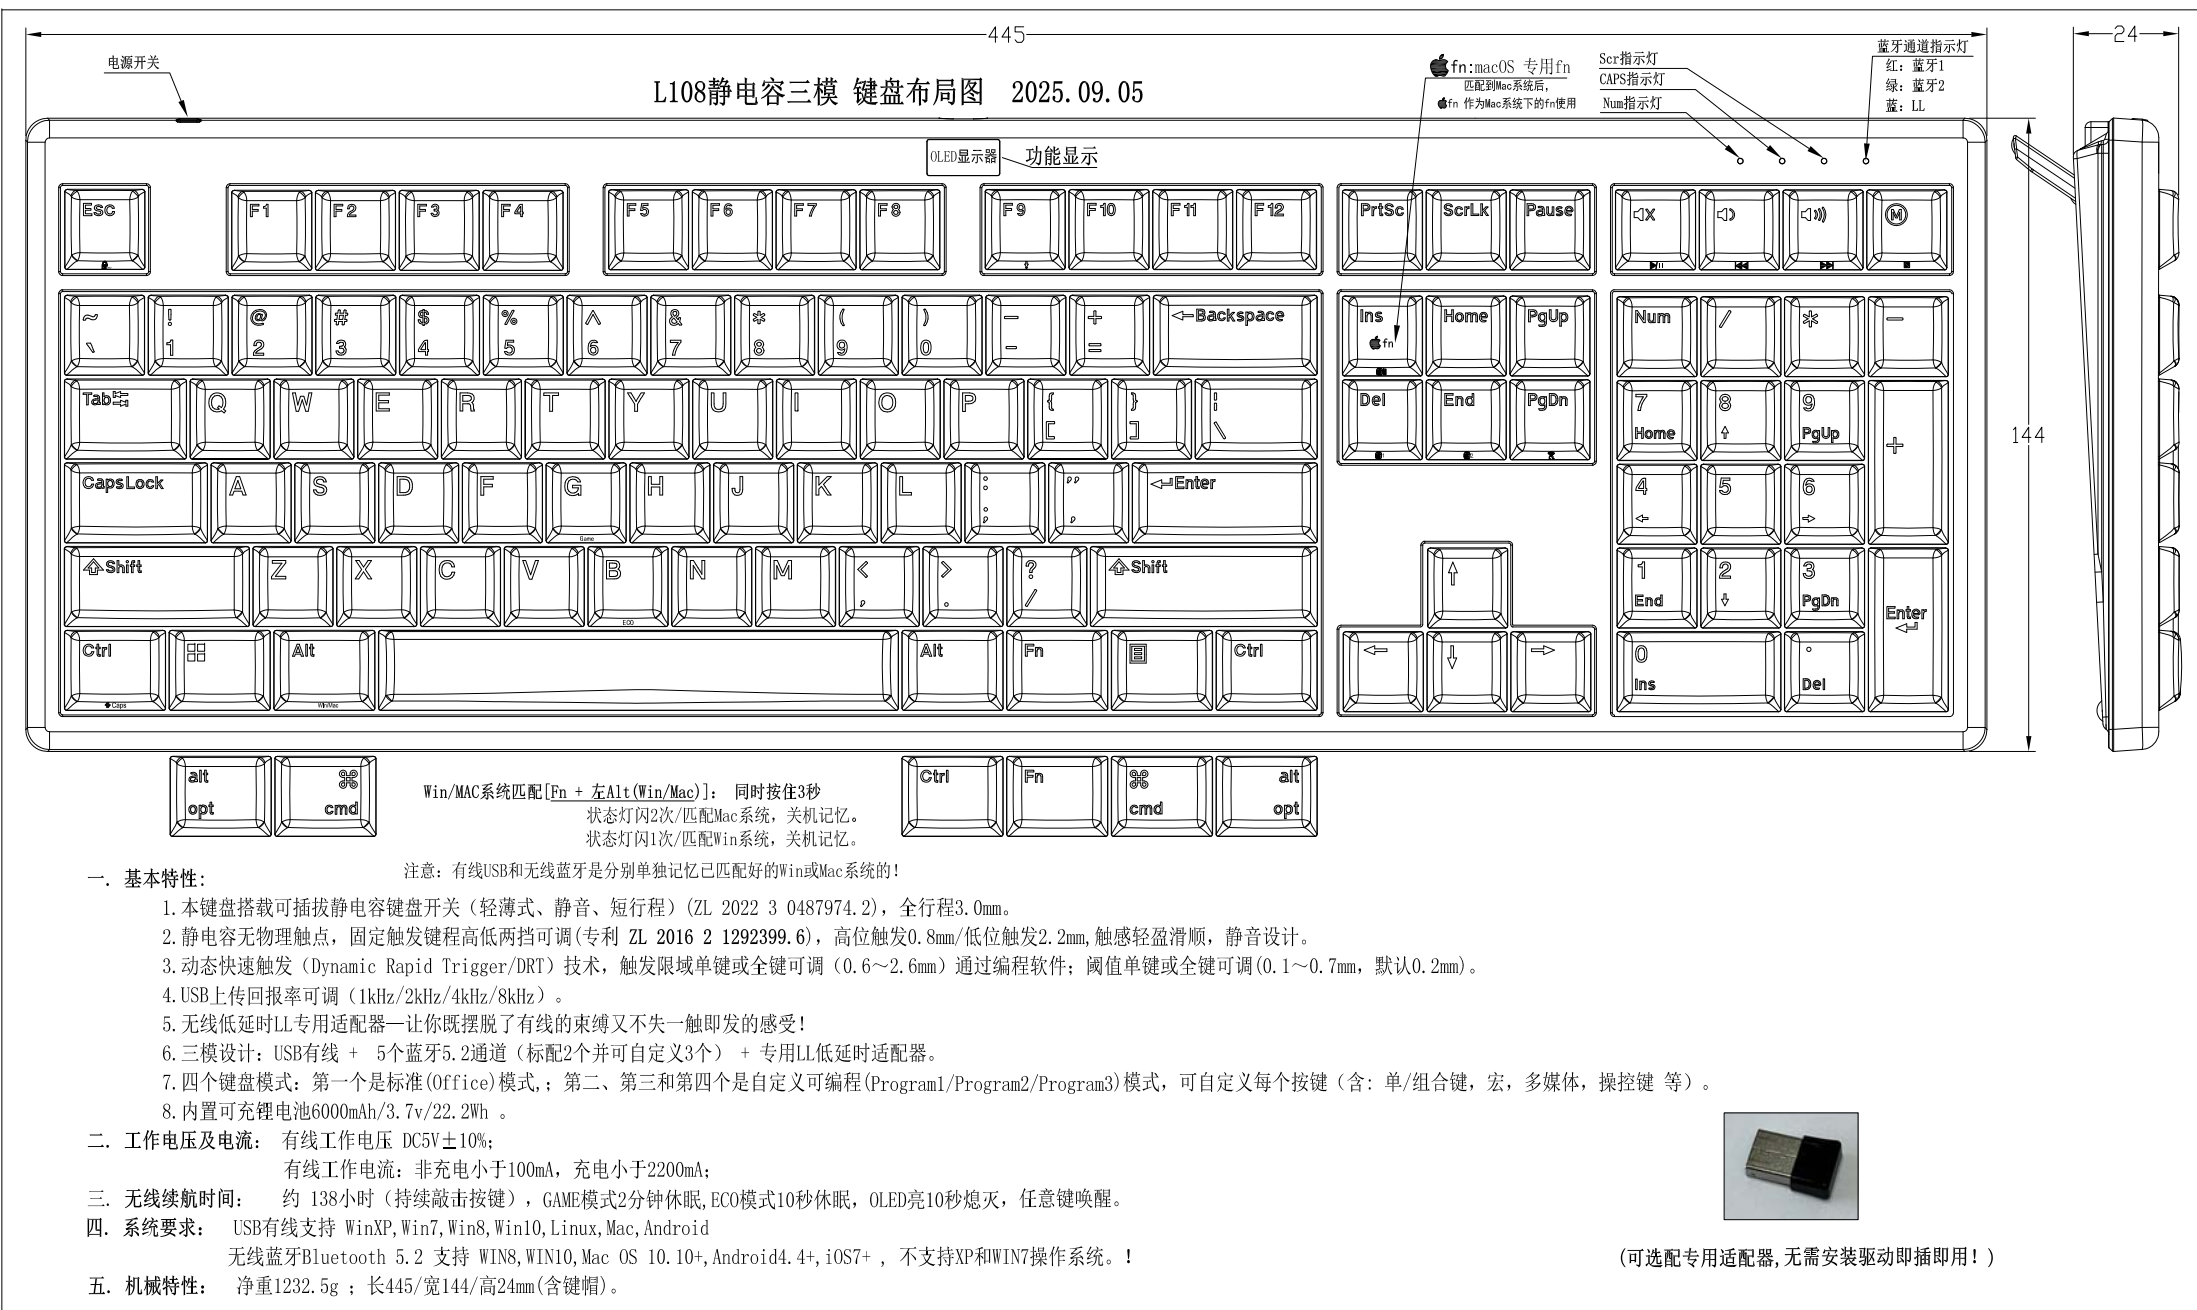 445
24
电源开关
L108静电容三模 键盘布局图 2025.09.05
fn:macOS 专用fn
匹配到Mac系统后,
fn 作为Mac系统下的fn使用
Scr指示灯
CAPS指示灯
Num指示灯
蓝牙通道指示灯
红: 蓝牙1
绿: 蓝牙2
蓝: LL
OLED显示器 功能显示
Esc F1 F2 F3 F4 F5 F6 F7 F8 F9 F10 F11 F12 PrtSc ScrLk Pause M
~ ! @ # $ % ^ & * ( ) — + ←Backspace Ins Home PgUp Num / * —
` 1 2 3 4 5 6 7 8 9 0 - = fn
Tab Q W E R T Y U I O P { } ¦ Del End PgDn 7 8 9 +
[ ] \ Home ↑ PgUp
144
CapsLock A S D F G H J K L : " Enter 4 5 6
; ' ← →
Game
Shift Z X C V B N M < > ? Shift ↑ 1 2 3 Enter
, . / End ↓ PgDn
ECO
Ctrl Alt Alt Fn Ctrl ← ↓ → 0 .
Ins Del
Caps Win/Mac
alt ⌘ Ctrl Fn ⌘ alt
opt cmd cmd opt
Win/MAC系统匹配[Fn + 左Alt(Win/Mac)]: 同时按住3秒
状态灯闪2次/匹配Mac系统, 关机记忆。
状态灯闪1次/匹配Win系统, 关机记忆。
注意: 有线USB和无线蓝牙是分别单独记忆已匹配好的Win或Mac系统的!
一. 基本特性:
1.本键盘搭载可插拔静电容键盘开关（轻薄式、静音、短行程）(ZL 2022 3 0487974.2), 全行程3.0mm。
2.静电容无物理触点, 固定触发键程高低两挡可调(专利 ZL 2016 2 1292399.6), 高位触发0.8mm/低位触发2.2mm,触感轻盈滑顺, 静音设计。
3.动态快速触发（Dynamic Rapid Trigger/DRT）技术, 触发限域单键或全键可调（0.6～2.6mm）通过编程软件; 阈值单键或全键可调(0.1～0.7mm, 默认0.2mm)。
4.USB上传回报率可调（1kHz/2kHz/4kHz/8kHz）。
5.无线低延时LL专用适配器—让你既摆脱了有线的束缚又不失一触即发的感受!
6.三模设计: USB有线 + 5个蓝牙5.2通道（标配2个并可自定义3个） + 专用LL低延时适配器。
7.四个键盘模式: 第一个是标准(Office)模式,; 第二、第三和第四个是自定义可编程(Program1/Program2/Program3)模式, 可自定义每个按键（含: 单/组合键, 宏, 多媒体, 操控键 等）。
8.内置可充锂电池6000mAh/3.7v/22.2Wh 。
二. 工作电压及电流: 有线工作电压 DC5V±10%;
有线工作电流: 非充电小于100mA, 充电小于2200mA;
三. 无线续航时间: 约 138小时（持续敲击按键）, GAME模式2分钟休眠,ECO模式10秒休眠, OLED亮10秒熄灭, 任意键唤醒。
四. 系统要求: USB有线支持 WinXP,Win7,Win8,Win10,Linux,Mac,Android
无线蓝牙Bluetooth 5.2 支持 WIN8,WIN10,Mac OS 10.10+,Android4.4+,iOS7+ , 不支持XP和WIN7操作系统。!
(可选配专用适配器,无需安装驱动即插即用! )
五. 机械特性: 净重1232.5g ; 长445/宽144/高24mm(含键帽)。